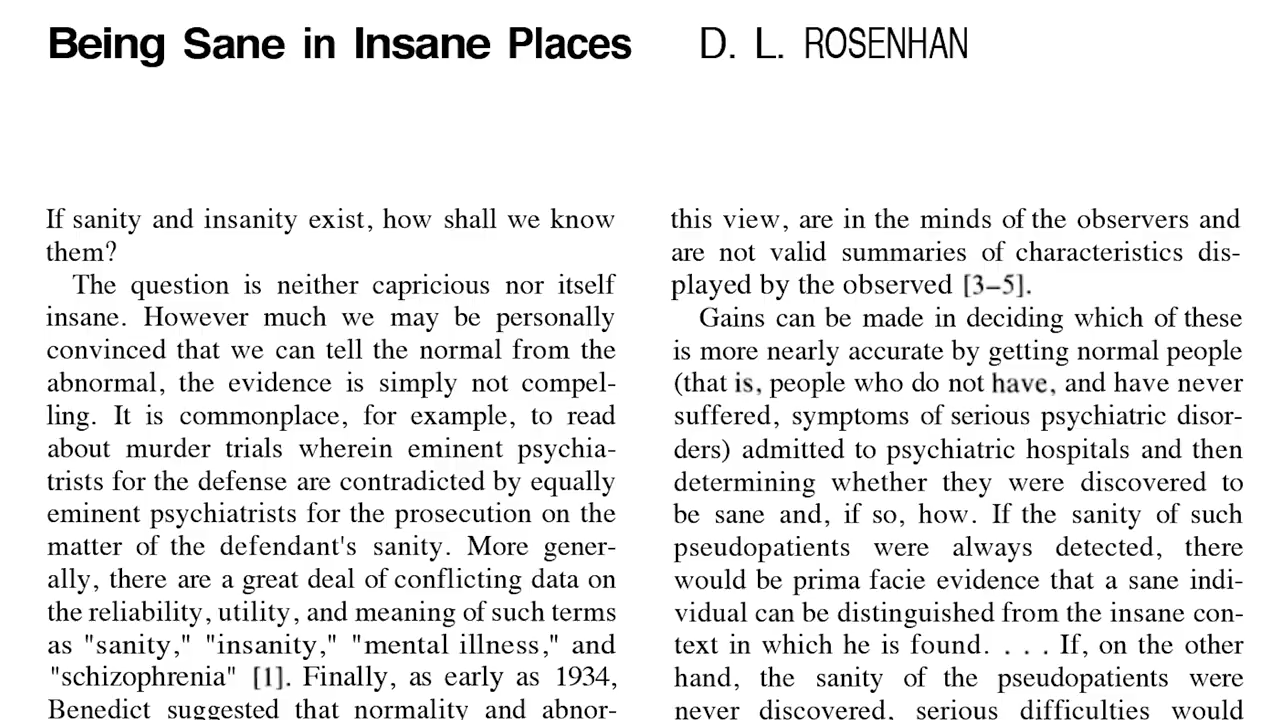 Being Sane in Insane Places D. L. ROSENHAN
If sanity and insanity exist, how shall we know
them?
The question is neither capricious nor itself
insane. However much we may be personally
convinced that we can tell the normal from the
abnormal, the evidence is simply not compel-
ling. It is commonplace, for example, to read
about murder trials wherein eminent psychia-
trists for the defense are contradicted by equally
eminent psychiatrists for the prosecution on the
matter of the defendant's sanity. More gener-
ally, there are a great deal of conflicting data on
the reliability, utility, and meaning of such terms
as "sanity," "insanity," "mental illness," and
"schizophrenia" [1]. Finally, as early as 1934,
Benedict suggested that normality and abnor-
this view, are in the minds of the observers and
are not valid summaries of characteristics dis-
played by the observed [3–5].
Gains can be made in deciding which of these
is more nearly accurate by getting normal people
(that is, people who do not have, and have never
suffered, symptoms of serious psychiatric disor-
ders) admitted to psychiatric hospitals and then
determining whether they were discovered to
be sane and, if so, how. If the sanity of such
pseudopatients were always detected, there
would be prima facie evidence that a sane indi-
vidual can be distinguished from the insane con-
text in which he is found. . . . If, on the other
hand, the sanity of the pseudopatients were
never discovered, serious difficulties would